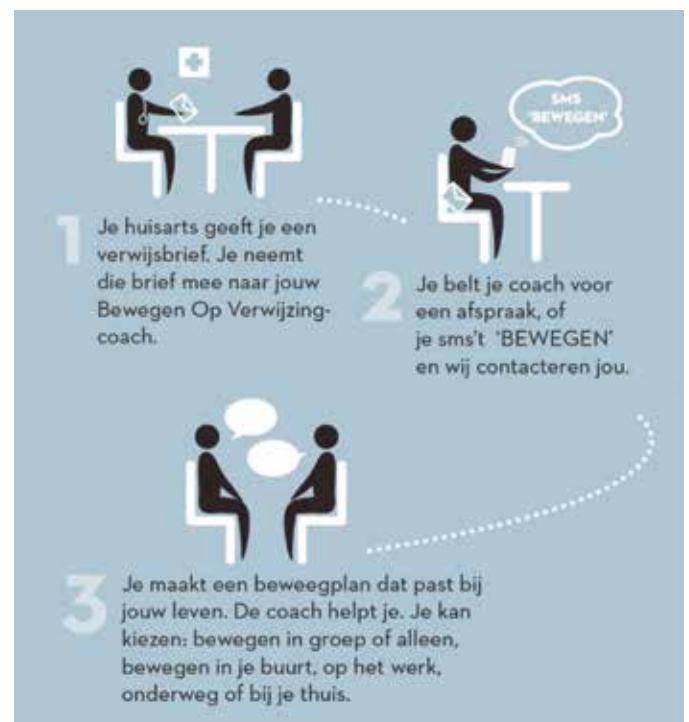 1
Je huisarts geeft je een
verwijsbrief. Je neemt
die brief mee naar jouw
Bewegen Op Verwijzing-
coach.
SMS
'BEWEGEN'
2
Je belt je coach voor
een afspraak, of
je sms't 'BEWEGEN'
en wij contacteren jou.
3
Je maakt een beweegplan dat past bij
jouw leven. De coach helpt je. Je kan
kiezen: bewegen in groep of alleen,
bewegen in je buurt, op het werk,
onderweg of bij je thuis.